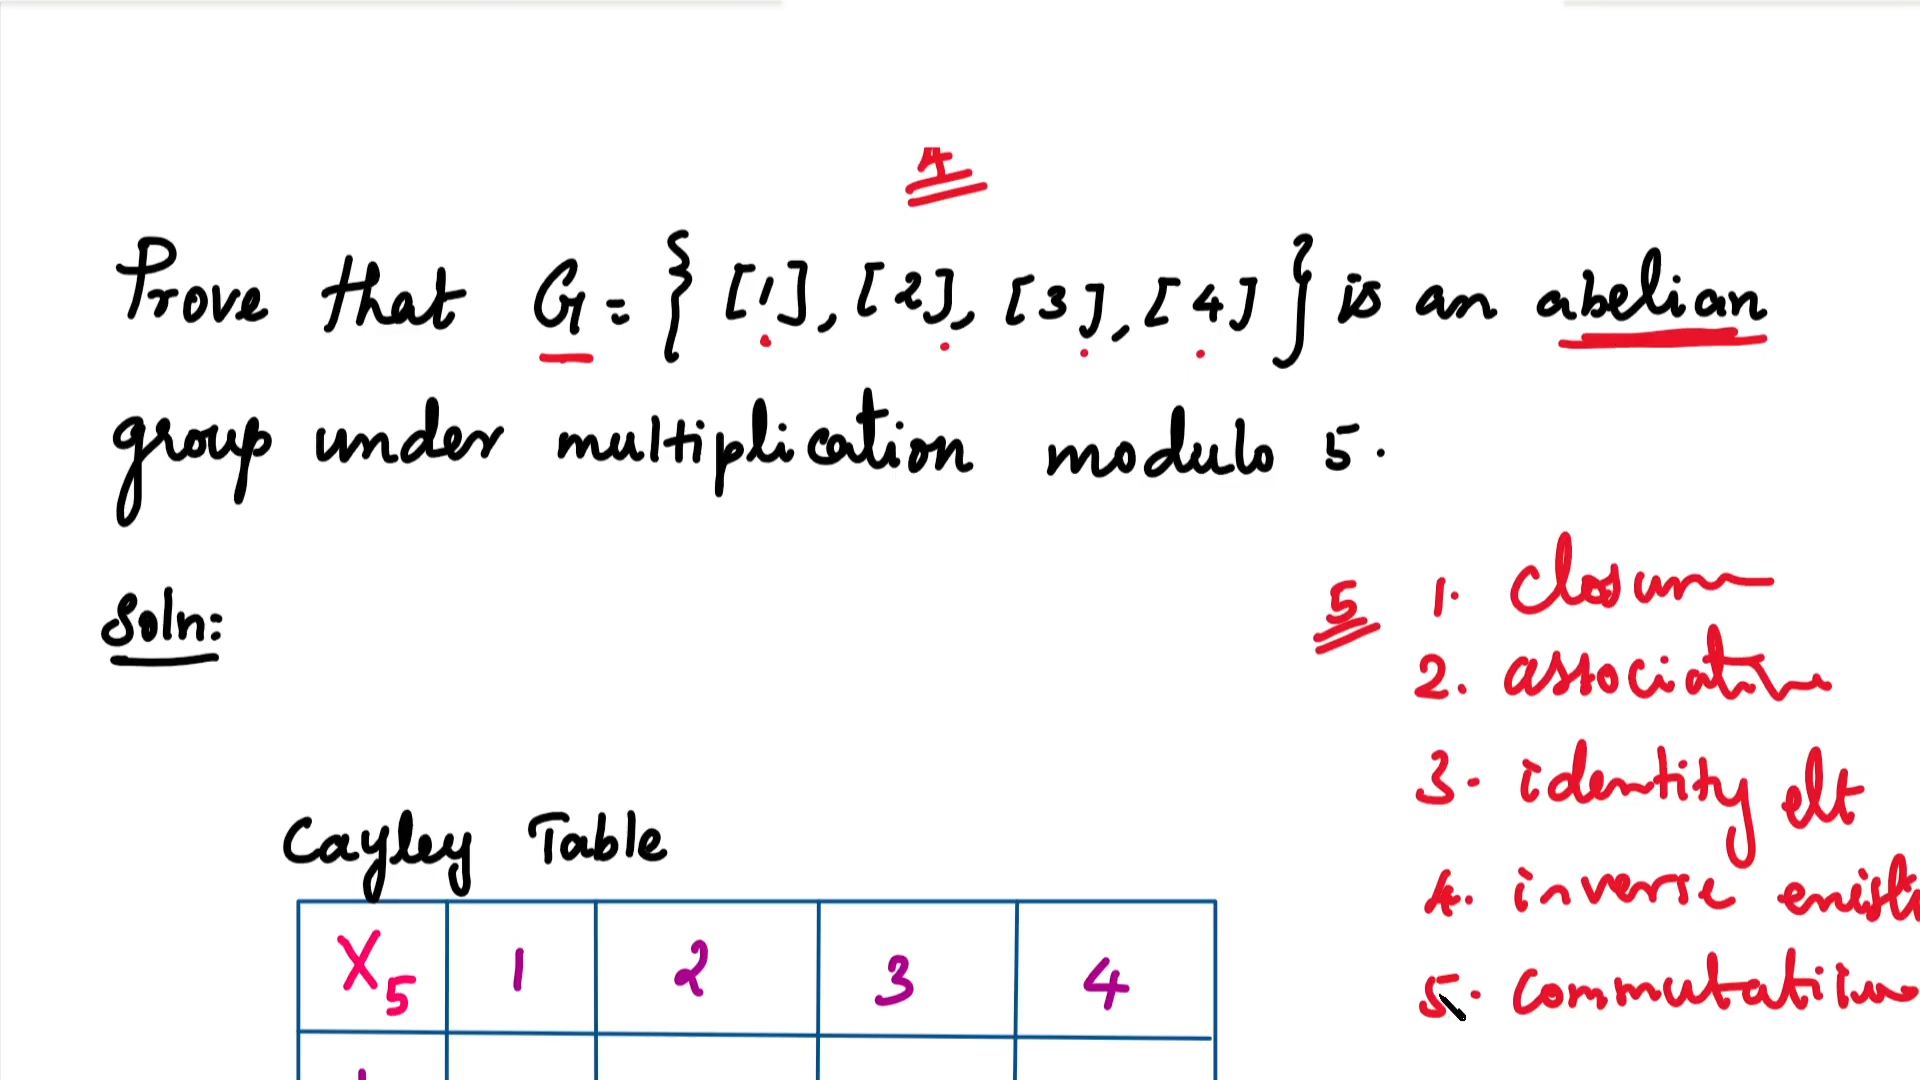 4
Prove that G = { [1], [2], [3], [4] } is an abelian
group under multiplication modulo 5.
Soln:
5
1. closure
2. associative
3. identity elt
4. inverse exists
5. commutative
Cayley Table
X5 1 2 3 4